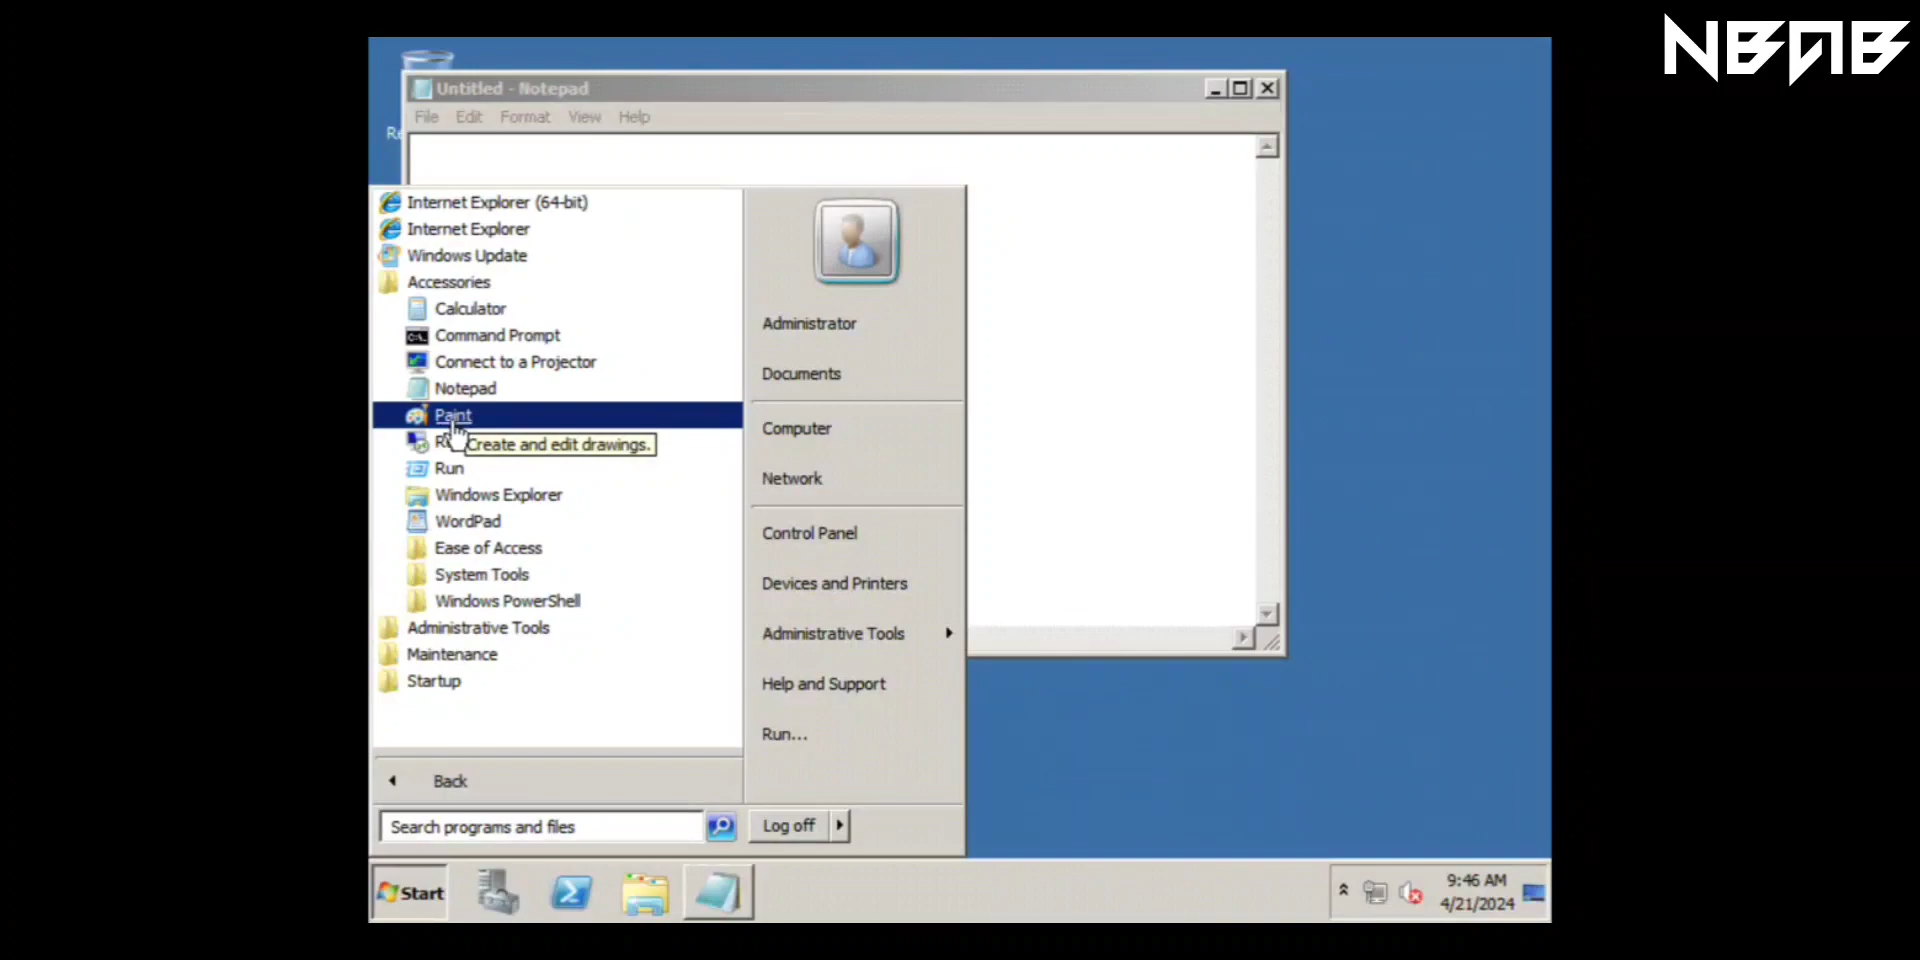 NBAB
Untitled - Notepad
File Edit Format View Help
Internet Explorer (64-bit)
Internet Explorer
Windows Update
Accessories
Calculator
Command Prompt
Connect to a Projector
Notepad
Paint
Create and edit drawings.
Run
Windows Explorer
WordPad
Ease of Access
System Tools
Windows PowerShell
Administrative Tools
Maintenance
Startup
Back
Search programs and files
Administrator
Documents
Computer
Network
Control Panel
Devices and Printers
Administrative Tools
Help and Support
Run...
Log off
Start
9:46 AM
4/21/2024